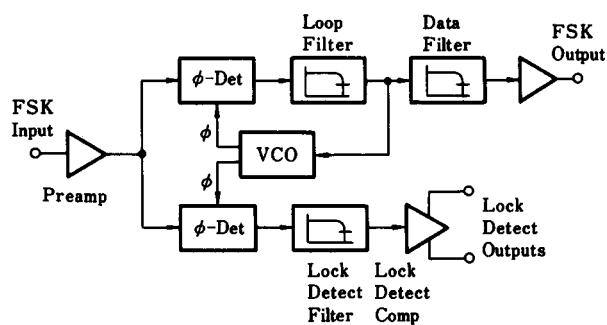 Loop
Filter
Data
Filter
FSK
Output
φ-Det
FSK
Input
φ
VCO
φ
Preamp
φ-Det
Lock
Detect
Outputs
Lock
Detect
Filter
Lock
Detect
Comp